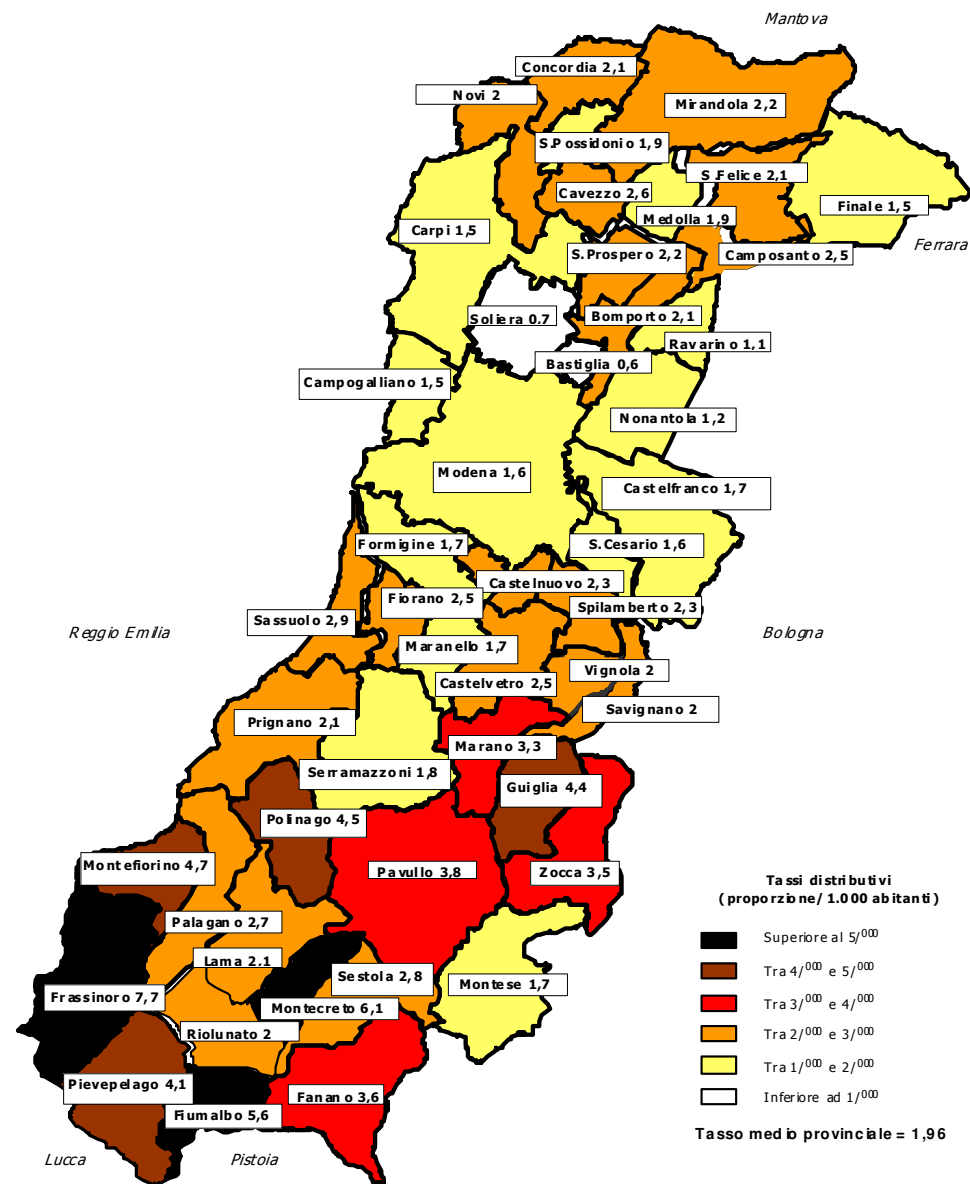 Mantova
Concordia 2,1
Novi 2
Mirandola 2,2
S.Possidonio 1,9
S.Felice 2,1
Cavezzo 2,6
Finale 1,5
Medolla 1,9
Carpi 1,5
Ferrara
S.Prospero 2,2
Camposanto 2,5
Soliera 0.7
Bomporto 2,1
Ravarino 1,1
Bastiglia 0,6
Campogalliano 1,5
Nonantola 1,2
Modena 1,6
Castelfranco 1,7
Formigine 1,7
S.Cesario 1,6
Castelnuovo 2,3
Fiorano 2,5
Spilamberto 2,3
Sassuolo 2,9
Reggio Emilia
Bologna
Maranello 1,7
Vignola 2
Castelvetro 2,5
Savignano 2
Prignano 2,1
Marano 3,3
Serramazzoni 1,8
Guiglia 4,4
Polinago 4,5
Montefiorino 4,7
Pavullo 3,8
Zocca 3,5
Palagano 2,7
Lama 2.1
Sestola 2,8
Montese 1,7
Frassinoro 7,7
Montecreto 6,1
Riolunato 2
Pievepelago 4,1
Fanano 3,6
Fiumalbo 5,6
Lucca
Pistoia
Tassi distributivi
(proporzione/1.000 abitanti)
Superiore al 5/000
Tra 4/000 e 5/000
Tra 3/000 e 4/000
Tra 2/000 e 3/000
Tra 1/000 e 2/000
Inferiore ad 1/000
Tasso medio provinciale = 1,96